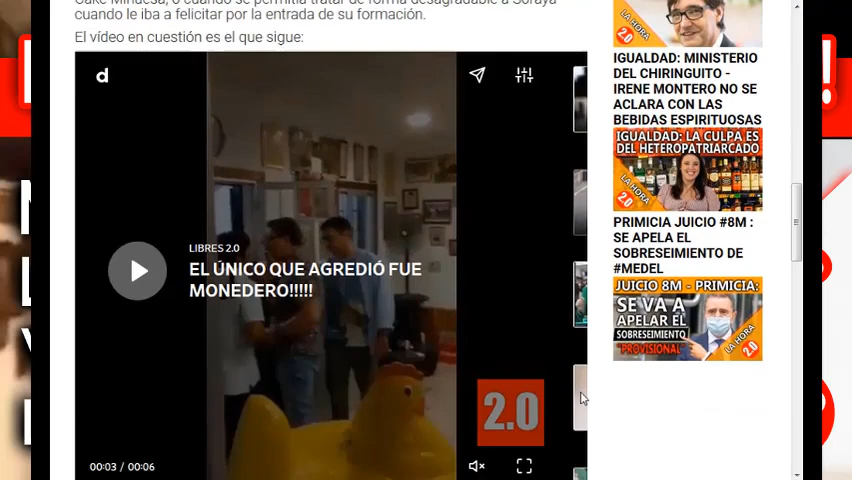 Cake Minuesa, o cuando se permitía tratar de forma desagradable a Soraya
cuando le iba a felicitar por la entrada de su formación.
El vídeo en cuestión es el que sigue:
d
LIBRES 2.0
EL ÚNICO QUE AGREDIÓ FUE
MONEDERO!!!!!
2.0
00:03 / 00:06
LA HORA
2.0
IGUALDAD: MINISTERIO
DEL CHIRINGUITO -
IRENE MONTERO NO SE
ACLARA CON LAS
BEBIDAS ESPIRITUOSAS
IGUALDAD: LA CULPA ES
DEL HETEROPATRIARCADO
LA HORA
2.0
PRIMICIA JUICIO #8M :
SE APELA EL
SOBRESEIMIENTO DE
#MEDEL
JUICIO 8M - PRIMICIA:
SE VA A
APELAR EL
SOBRESEIMIENTO
"PROVISIONAL
LA HORA
2.0